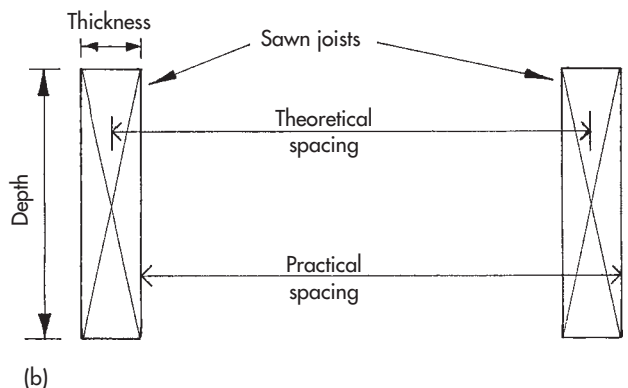 Thickness
Sawn joists
Theoretical
spacing
Depth
Practical
spacing
(b)